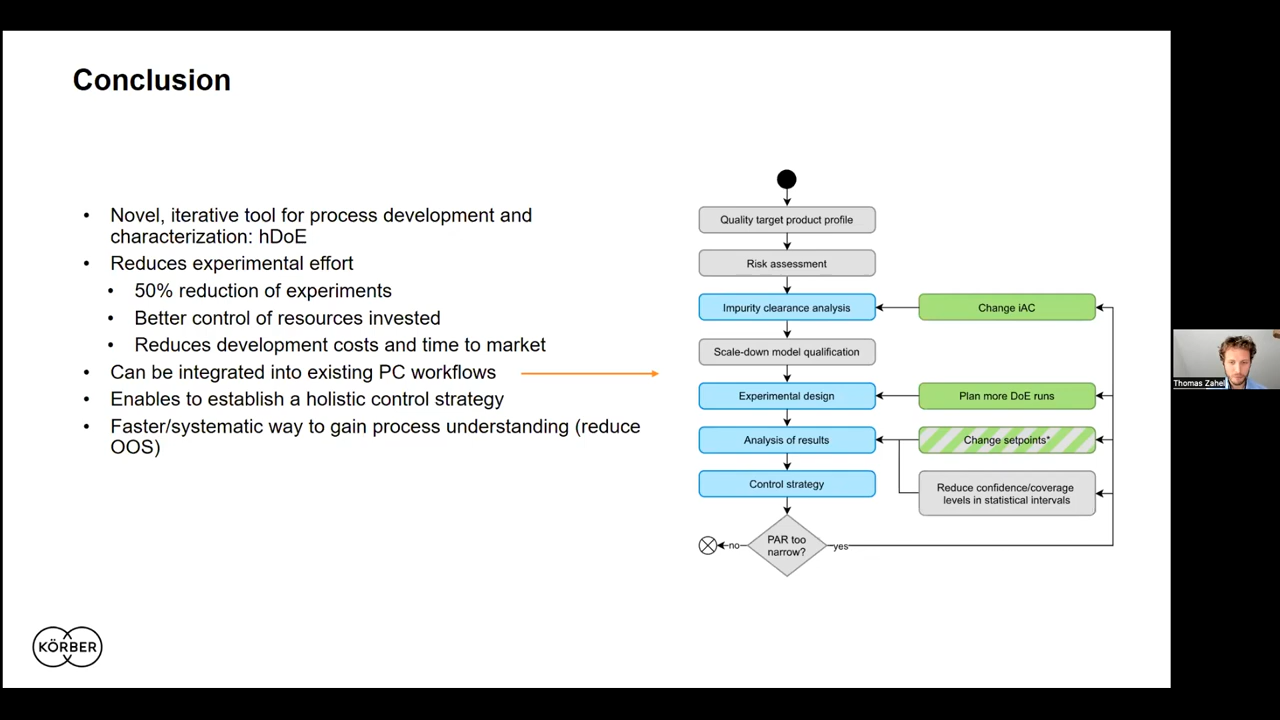 Conclusion
Novel, iterative tool for process development and
characterization: hDoE
Reduces experimental effort
50% reduction of experiments
Better control of resources invested
Reduces development costs and time to market
Can be integrated into existing PC workflows
Enables to establish a holistic control strategy
Faster/systematic way to gain process understanding (reduce
OOS)
Quality target product profile
Risk assessment
Impurity clearance analysis
Change iAC
Scale-down model qualification
Experimental design
Plan more DoE runs
Analysis of results
Change setpoints*
Control strategy
Reduce confidence/coverage
levels in statistical intervals
PAR too
narrow?
no
yes
KÖRBER
Thomas Zahel